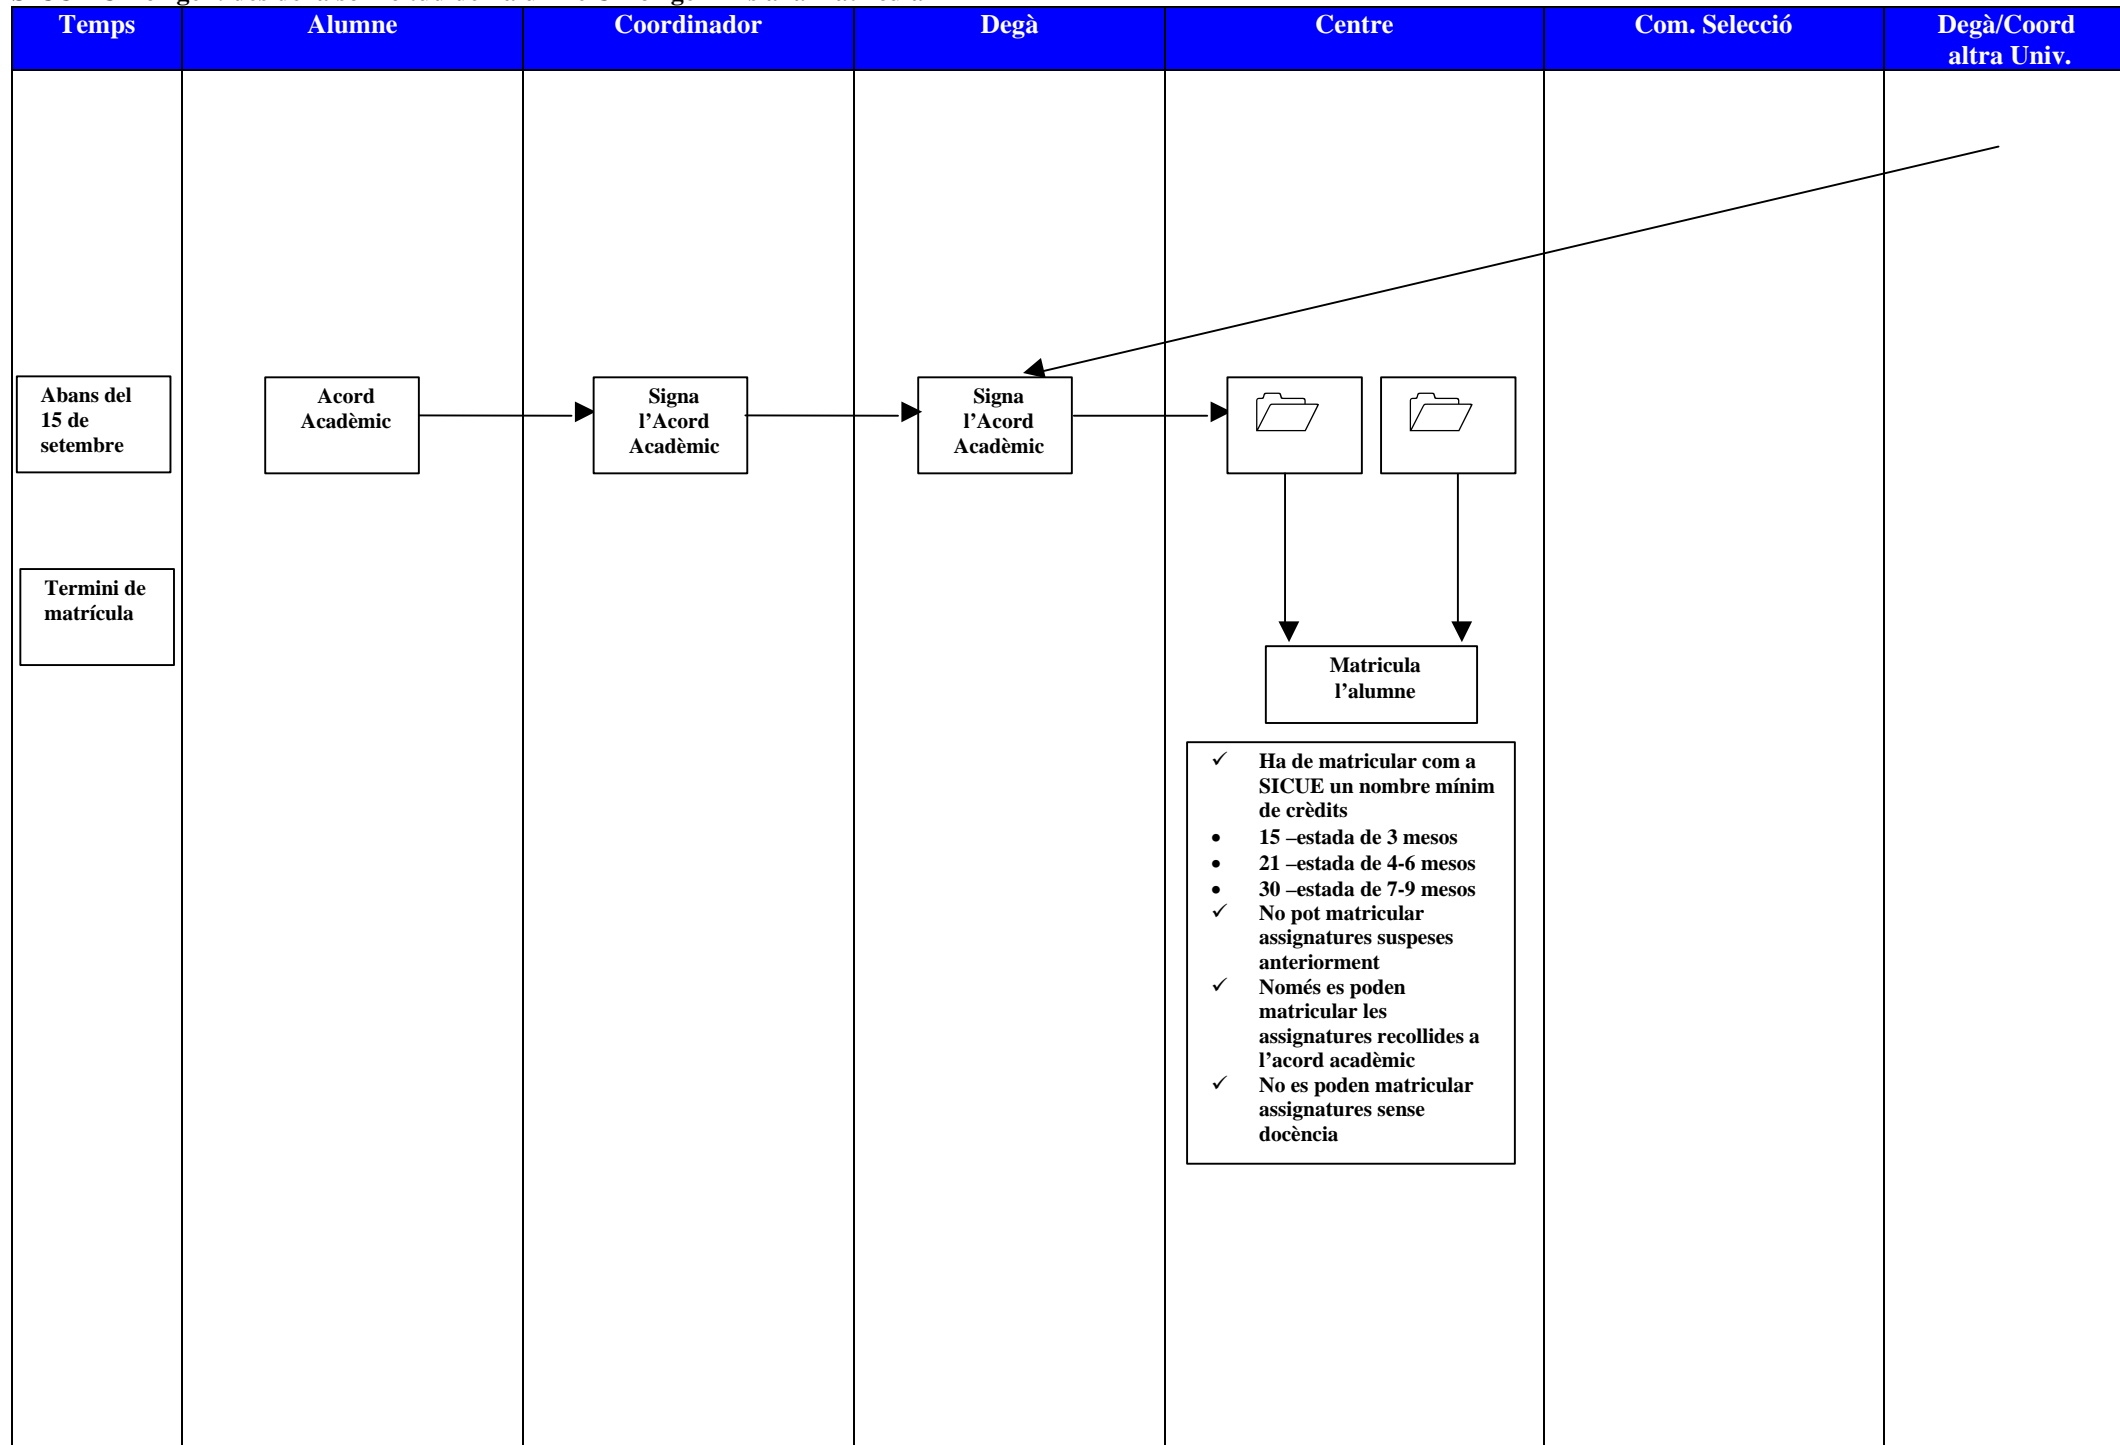 Temps
Alumne
Coordinador
Degà
Centre
Com. Selecció
Degà/Coord
altra Univ.
Abans del
15 de
setembre
Acord
Acadèmic
Signa
l’Acord
Acadèmic
Signa
l’Acord
Acadèmic
Termini de
matrícula
Matricula
l’alumne
✓ Ha de matricular com a
SICUE un nombre mínim
de crèdits
• 15 –estada de 3 mesos
• 21 –estada de 4-6 mesos
• 30 –estada de 7-9 mesos
✓ No pot matricular
assignatures suspeses
anteriorment
✓ Només es poden
matricular les
assignatures recollides a
l’acord acadèmic
✓ No es poden matricular
assignatures sense
docència